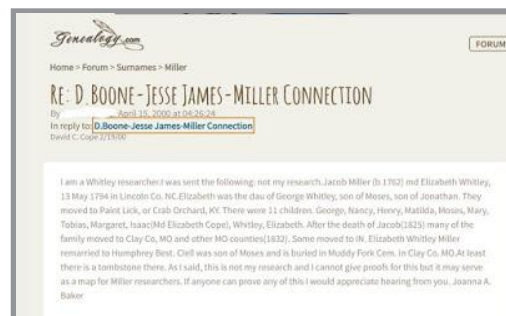 Genealogy.com
FORUM
Home > Forum > Surnames > Miller
RE: D.BOONE-JESSE JAMES-MILLER CONNECTION
By April 15, 2000 at 04:26:24
In reply to: D.Boone-Jesse James-Miller Connection
David C. Cope 2/19/00
I am a Whitley researcher.I was sent the following: not my research.Jacob Miller (b 1762) md Elizabeth Whitley,
13 May 1794 in Lincoln Co. NC.Elizabeth was the dau of George Whitley, son of Moses, son of Jonathan. They
moved to Paint Lick, or Crab Orchard, KY. There were 11 children. George, Nancy, Henry, Matilda, Moses, Mary,
Tobias, Margaret, Isaac(Md Elizabeth Cope), Whitley, Elizabeth. After the death of Jacob(1825) many of the
family moved to Clay Co, MO and other MO counties(1832). Some moved to IN. Elizabeth Whitley Miller
remarried to Humphrey Best. Ciell was son of Moses and is buried in Muddy Fork Cem. in Clay Co. MO.At least
there is a tombstone there. As I said, this is not my research and I cannot give proofs for this but it may serve
as a map for Miller researchers. If anyone can prove any of this I would appreciate hearing from you. Joanna A.
Baker